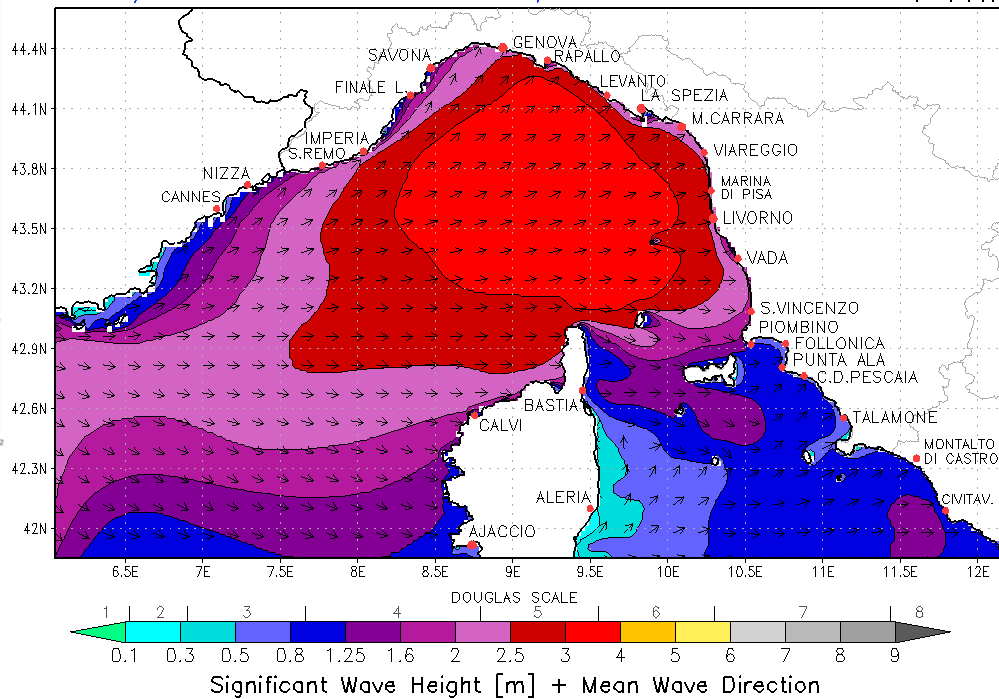 44.4N
44.1N
43.8N
43.5N
43.2N
42.9N
42.6N
42.3N
42N
GENOVA
SAVONA
RAPALLO
FINALE L.
LEVANTO
LA SPEZIA
M.CARRARA
IMPERIA
S.REMO
VIAREGGIO
NIZZA
MARINA
DI PISA
CANNES
LIVORNO
VADA
S.VINCENZO
PIOMBINO
FOLLONICA
PUNTA ALA
C.D.PESCAIA
BASTIA
CALVI
TALAMONE
MONTALTO
DI CASTRO
ALERIA
CIVITAV.
AJACCIO
6.5E 7E 7.5E 8E 8.5E 9E 9.5E 10E 10.5E 11E 11.5E 12E
DOUGLAS SCALE
1 2 3 4 5 6 7 8
0.1 0.3 0.5 0.8 1.25 1.6 2 2.5 3 4 5 6 7 8 9
Significant Wave Height [m] + Mean Wave Direction